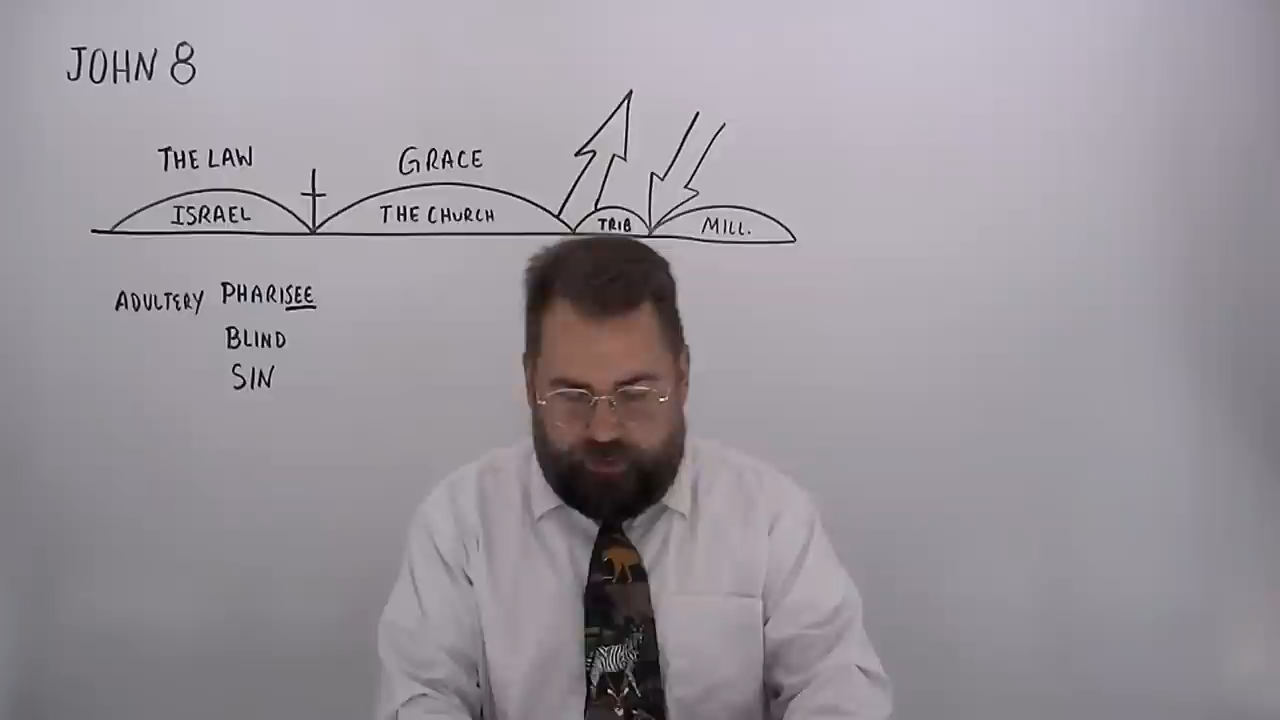 JOHN 8
THE LAW GRACE
ISRAEL THE CHURCH TRIB MILL.
ADULTERY PHARISEE
BLIND
SIN